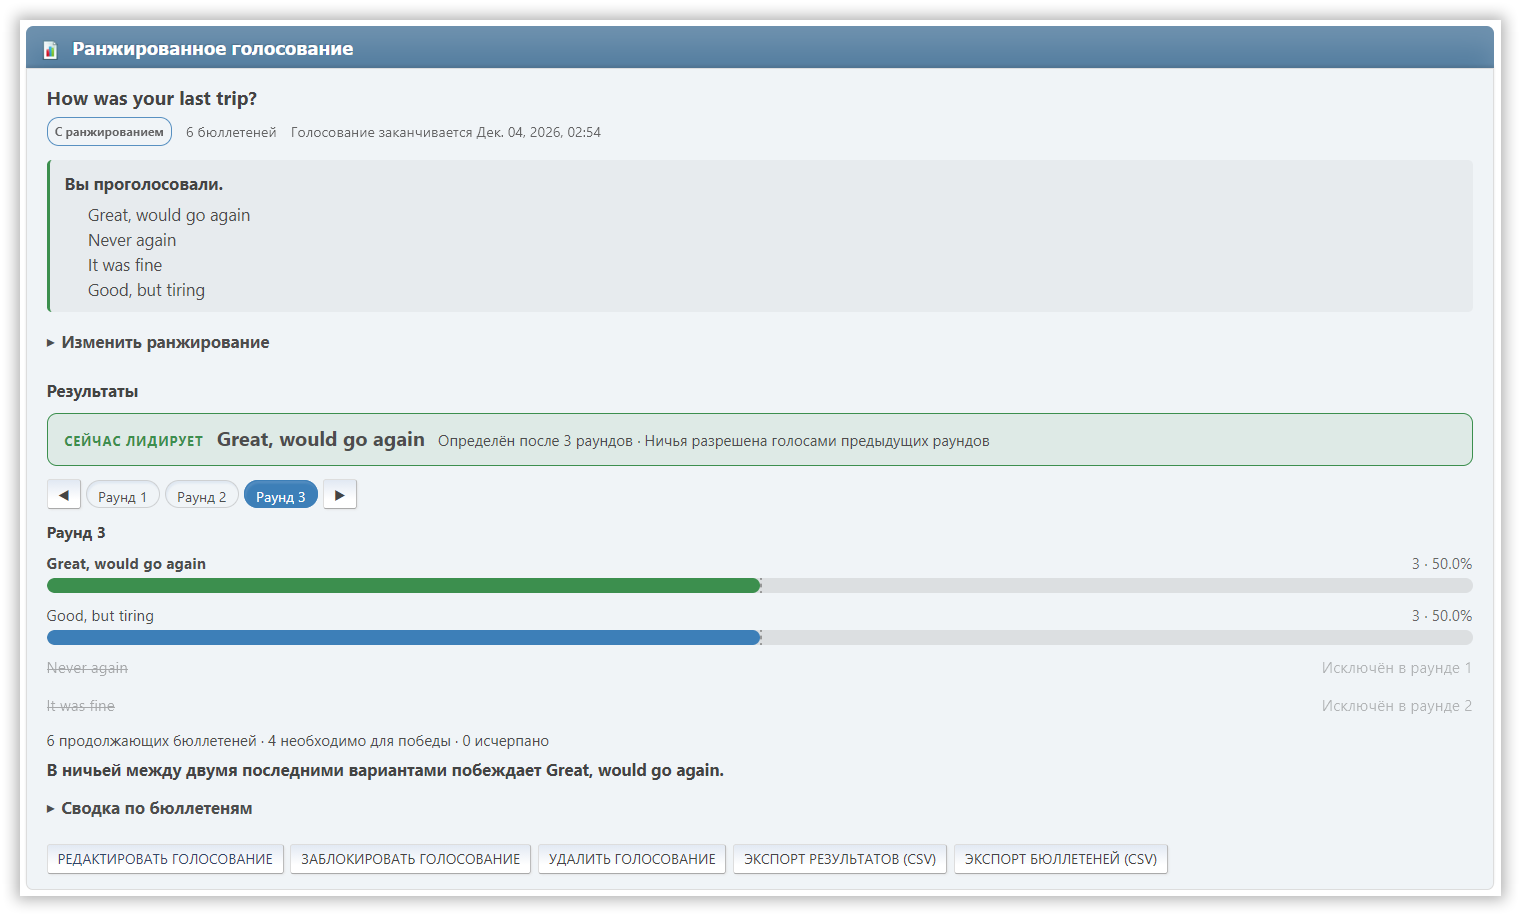 Ранжированное голосование
How was your last trip?
С ранжированием 6 бюллетеней Голосование заканчивается Дек. 04, 2026, 02:54
Вы проголосовали.
Great, would go again
Never again
It was fine
Good, but tiring
▸ Изменить ранжирование
Результаты
СЕЙЧАС ЛИДИРУЕТ Great, would go again Определён после 3 раундов · Ничья разрешена голосами предыдущих раундов
◀ Раунд 1 Раунд 2 Раунд 3 ▶
Раунд 3
Great, would go again 3 · 50.0%
Good, but tiring 3 · 50.0%
Never again Исключён в раунде 1
It was fine Исключён в раунде 2
6 продолжающих бюллетеней · 4 необходимо для победы · 0 исчерпано
В ничьей между двумя последними вариантами побеждает Great, would go again.
▸ Сводка по бюллетеням
РЕДАКТИРОВАТЬ ГОЛОСОВАНИЕ ЗАБЛОКИРОВАТЬ ГОЛОСОВАНИЕ УДАЛИТЬ ГОЛОСОВАНИЕ ЭКСПОРТ РЕЗУЛЬТАТОВ (CSV) ЭКСПОРТ БЮЛЛЕТЕНЕЙ (CSV)